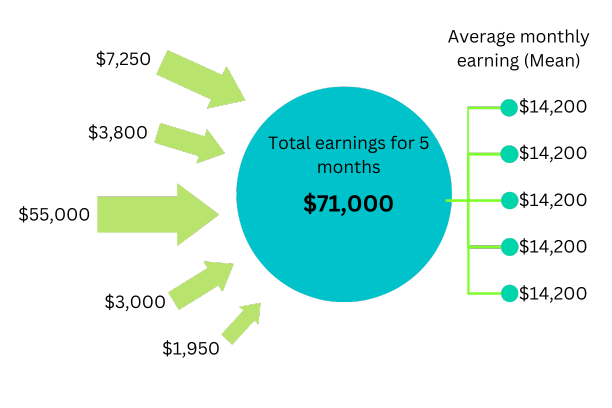 $7,250
$3,800
$55,000
$3,000
$1,950
Total earnings for 5
months
$71,000
Average monthly
earning (Mean)
$14,200
$14,200
$14,200
$14,200
$14,200